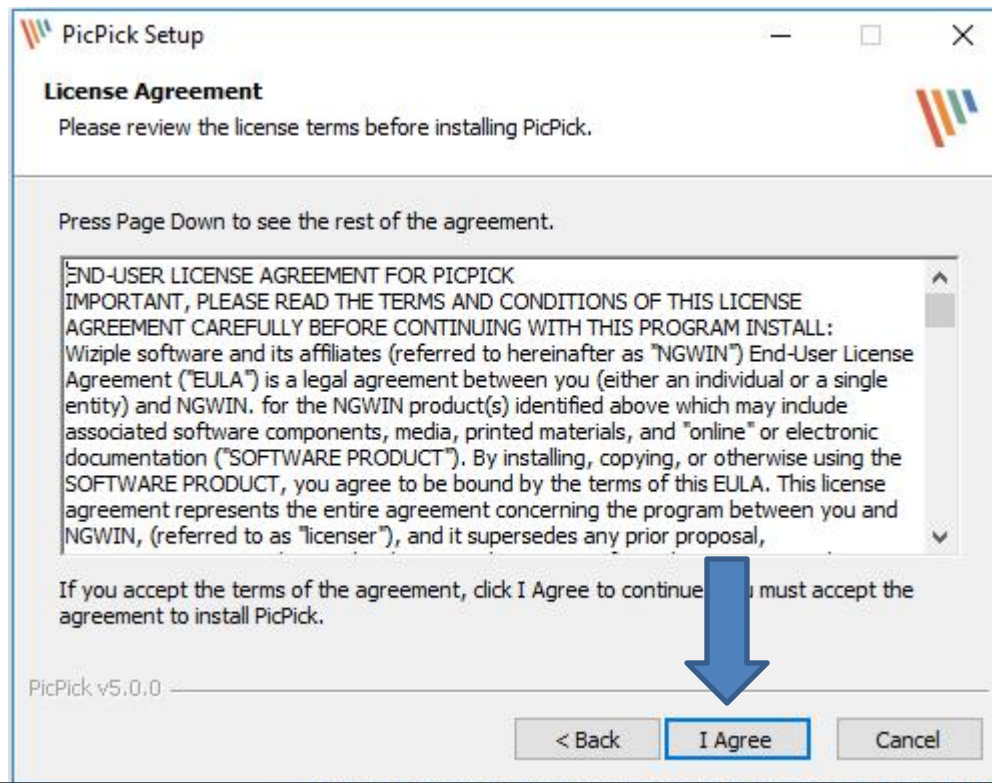 PicPick Setup
License Agreement
Please review the license terms before installing PicPick.
Press Page Down to see the rest of the agreement.
END-USER LICENSE AGREEMENT FOR PICPICK
IMPORTANT, PLEASE READ THE TERMS AND CONDITIONS OF THIS LICENSE
AGREEMENT CAREFULLY BEFORE CONTINUING WITH THIS PROGRAM INSTALL:
Wiziple software and its affiliates (referred to hereinafter as "NGWIN") End-User License
Agreement ("EULA") is a legal agreement between you (either an individual or a single
entity) and NGWIN. for the NGWIN product(s) identified above which may include
associated software components, media, printed materials, and "online" or electronic
documentation ("SOFTWARE PRODUCT"). By installing, copying, or otherwise using the
SOFTWARE PRODUCT, you agree to be bound by the terms of this EULA. This license
agreement represents the entire agreement concerning the program between you and
NGWIN, (referred to as "licenser"), and it supersedes any prior proposal,
If you accept the terms of the agreement, click I Agree to continue must accept the
agreement to install PicPick.
PicPick v5.0.0
< Back I Agree Cancel